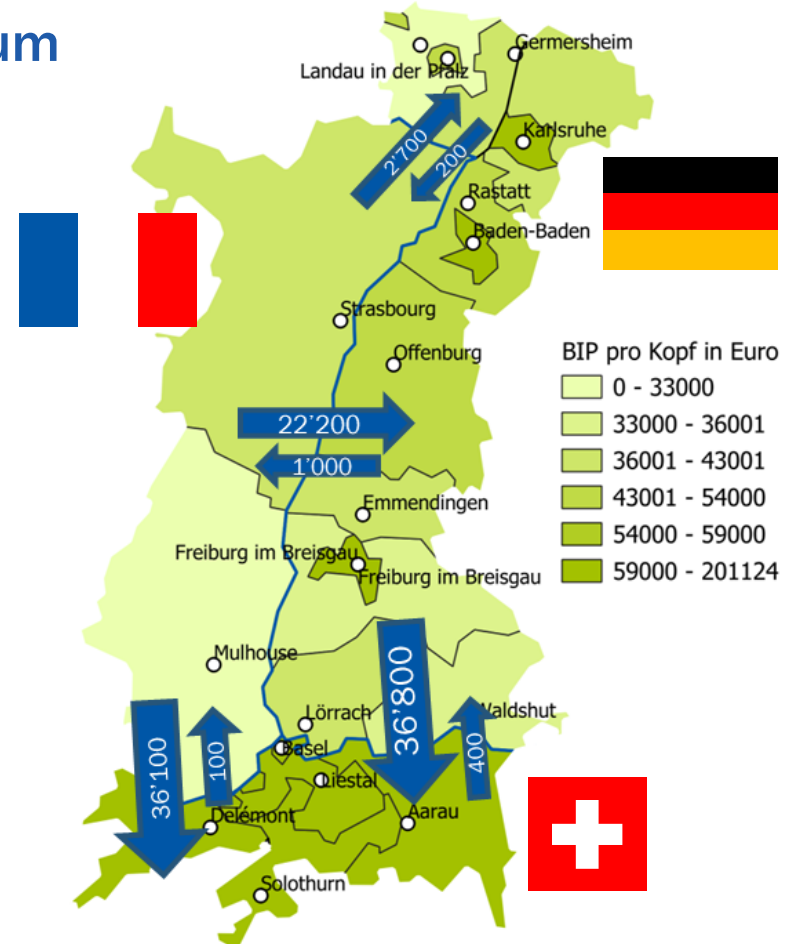 um
Germersheim
Landau in der Pfalz
Karlsruhe
2’700
200
Rastatt
Baden-Baden
Strasbourg
Offenburg
BIP pro Kopf in Euro
0 - 33000
33000 - 36001
36001 - 43001
43001 - 54000
54000 - 59000
59000 - 201124
22’200
1’000
Emmendingen
Freiburg im Breisgau
Freiburg im Breisgau
Mulhouse
36’800
Lörrach
Waldshut
Basel
36’100
100
400
Liestal
Delémont
Aarau
Solothurn